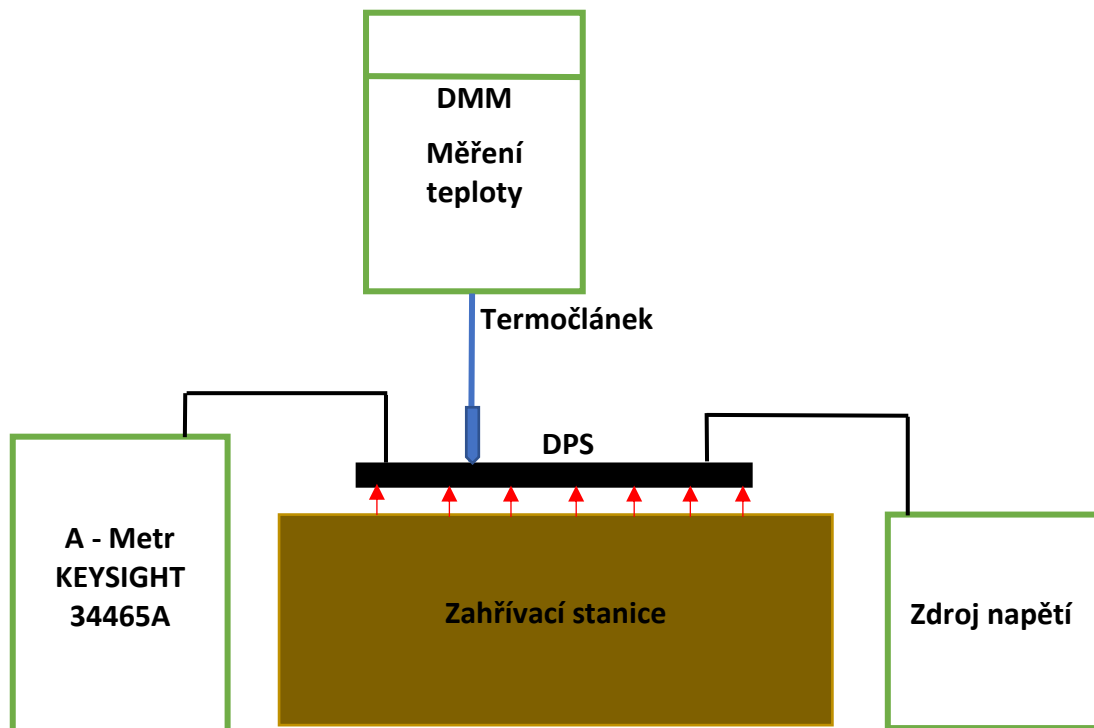 DMM
Měření
teploty
Termočlánek
DPS
A - Metr
KEYSIGHT
34465A
Zahřívací stanice
Zdroj napětí